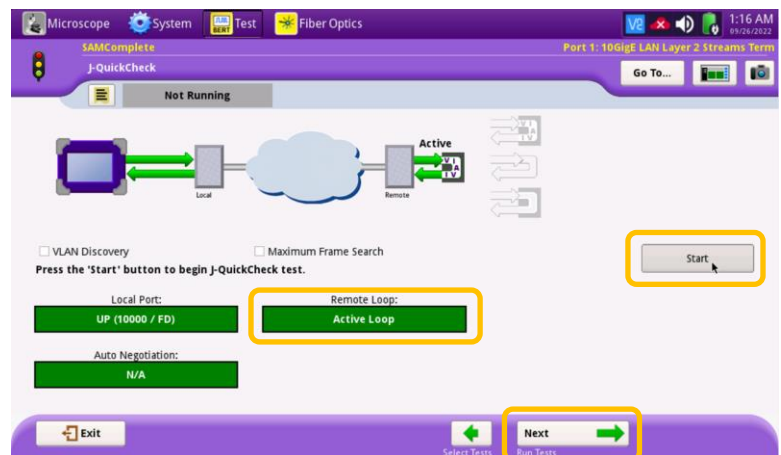 Microscope System Test Fiber Optics 1:16 AM
09/26/2022
SAMComplete Port 1: 10GigE LAN Layer 2 Streams Term
J-QuickCheck Go To...
Not Running
Active
VIAVI
Local Remote
VLAN Discovery Maximum Frame Search
Start
Press the 'Start' button to begin J-QuickCheck test.
Local Port: Remote Loop:
UP (10000 / FD) Active Loop
Auto Negotiation:
N/A
Exit Next
Select Tests Run Tests